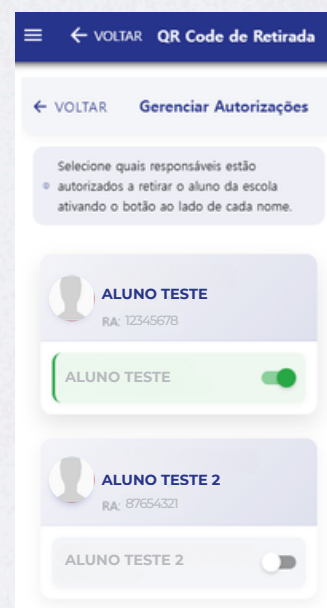 ← VOLTAR QR Code de Retirada
← VOLTAR Gerenciar Autorizações
Selecione quais responsáveis estão
autorizados a retirar o aluno da escola
ativando o botão ao lado de cada nome.
ALUNO TESTE
RA: 12345678
ALUNO TESTE
ALUNO TESTE 2
RA: 87654321
ALUNO TESTE 2